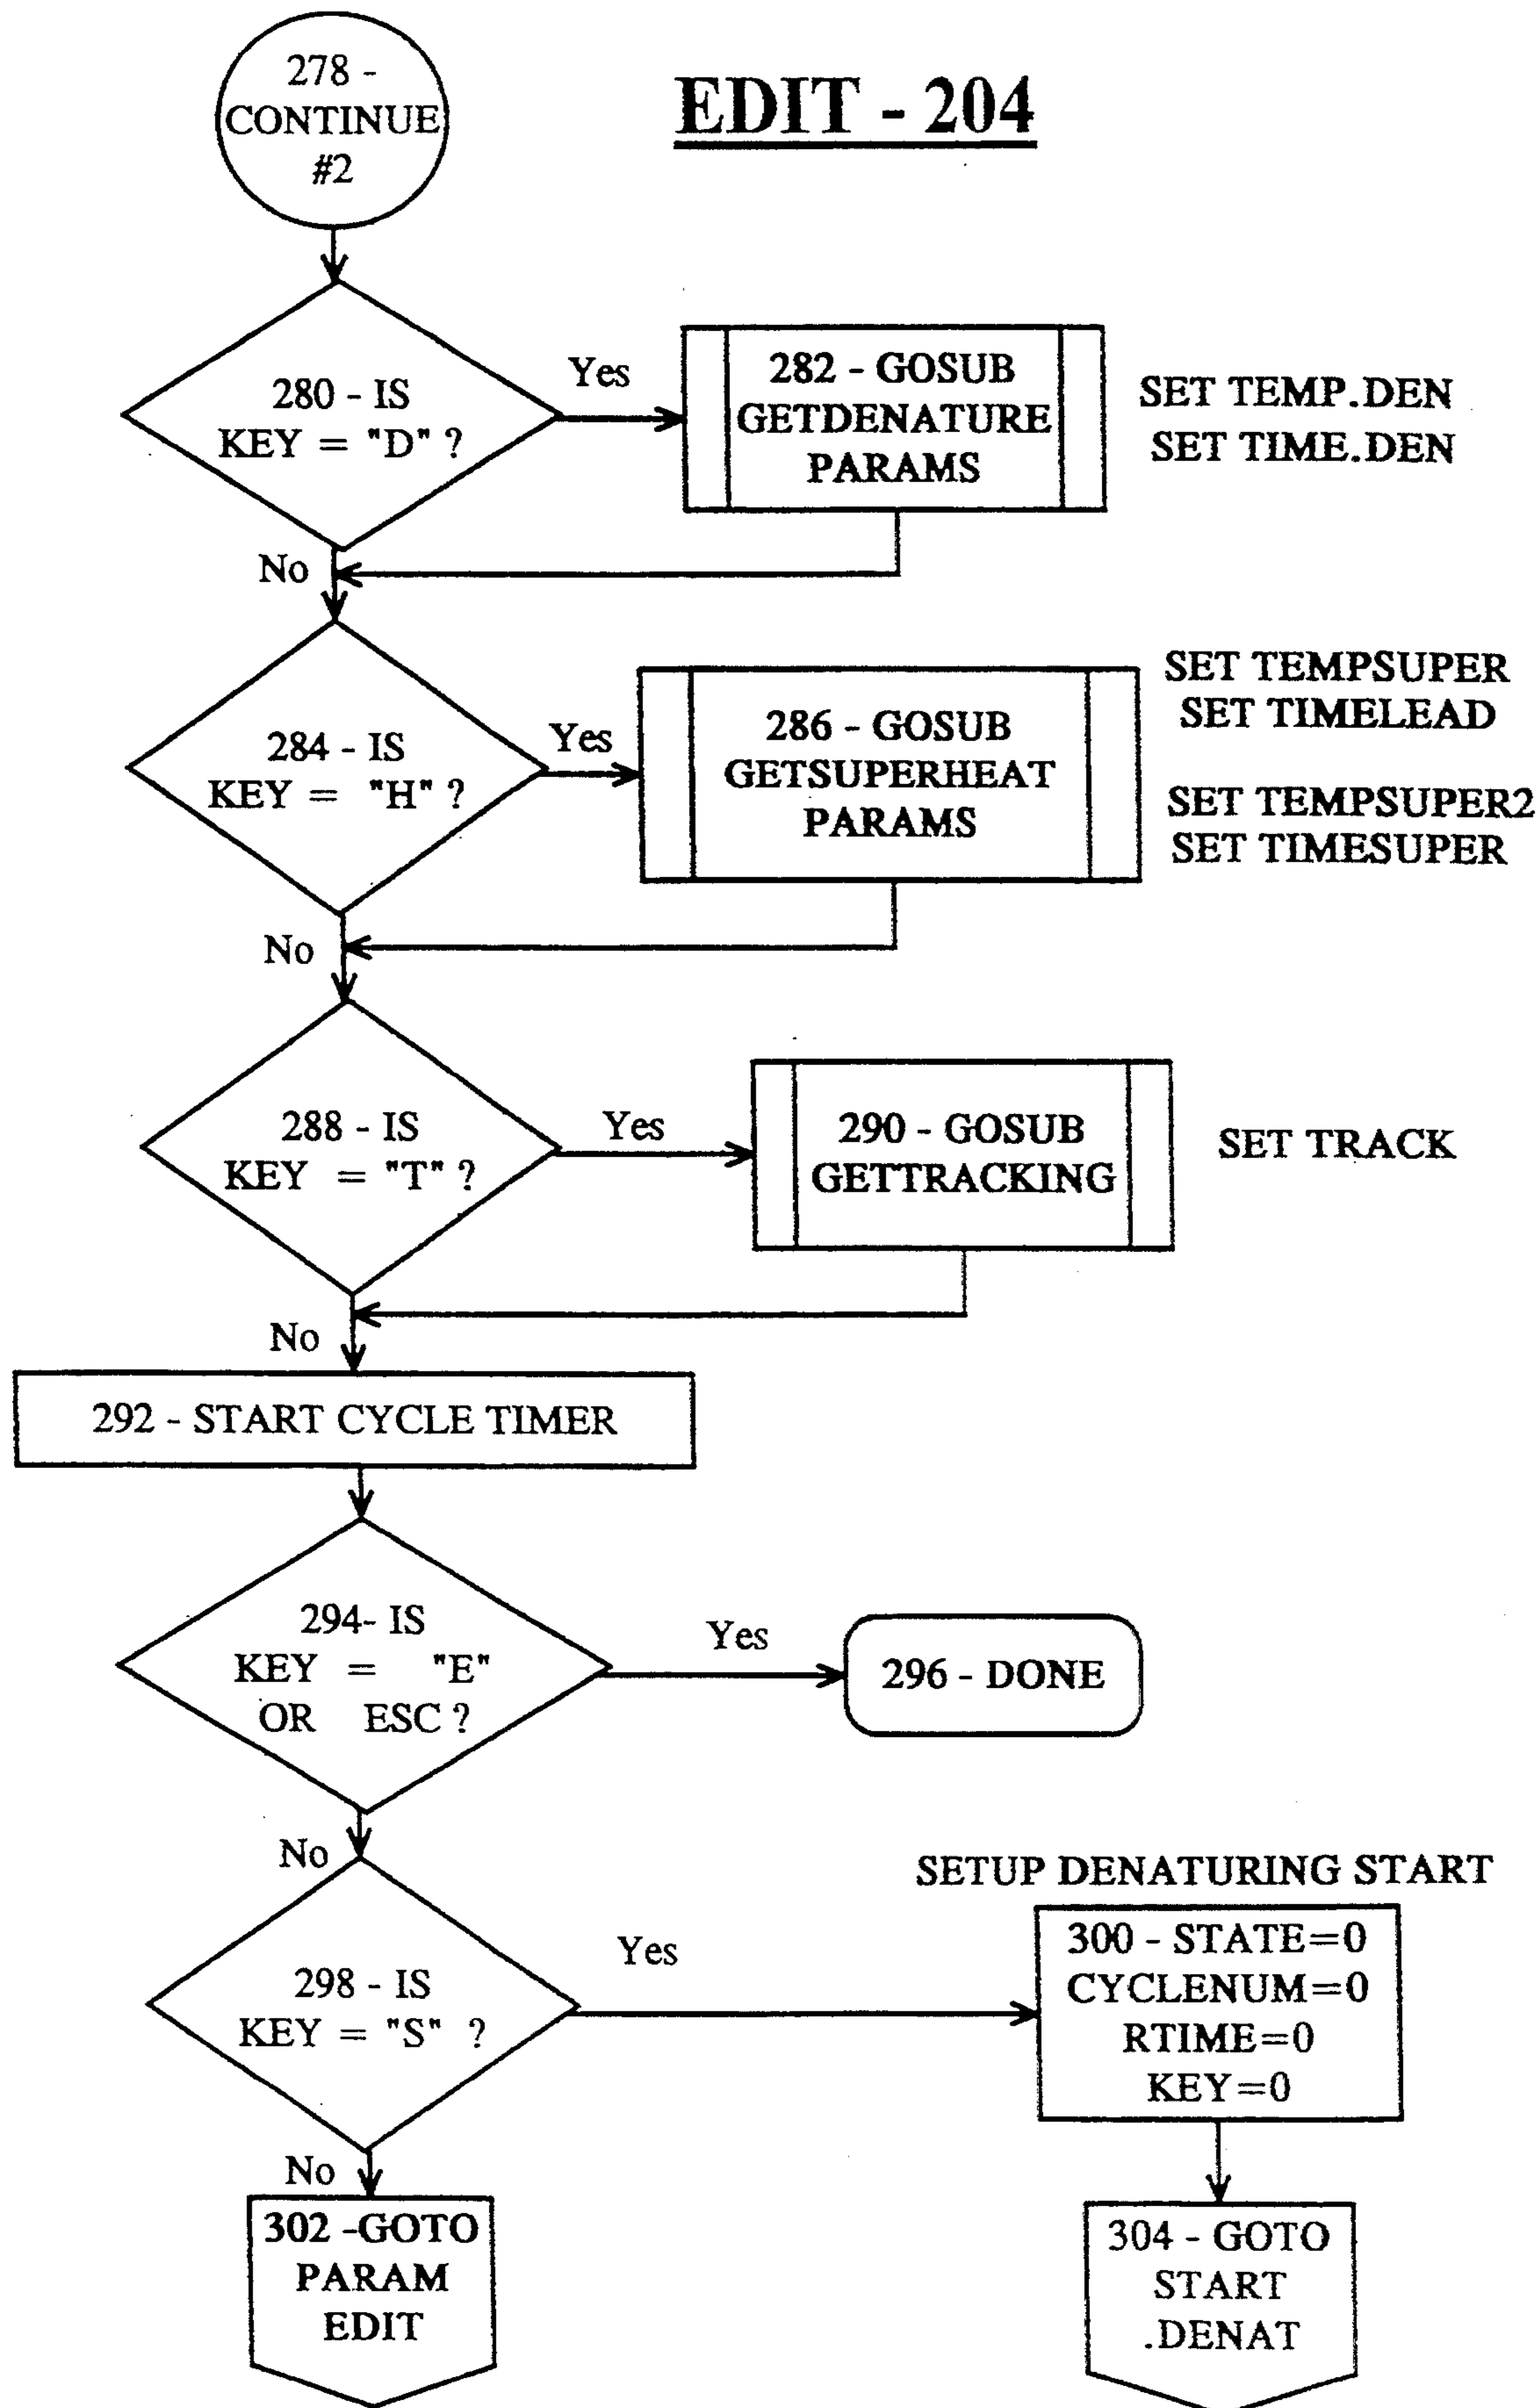 278 -
CONTINUE
#2
EDIT - 204
280 - IS
KEY = "D" ?
Yes
282 - GOSUB
GETDENATURE
PARAMS
SET TEMP.DEN
SET TIME.DEN
No
284 - IS
KEY = "H" ?
Yes
286 - GOSUB
GETSUPERHEAT
PARAMS
SET TEMPSUPER
SET TIMELEAD
SET TEMPSUPER2
SET TIMESUPER
No
288 - IS
KEY = "T" ?
Yes
290 - GOSUB
GETTRACKING
SET TRACK
No
292 - START CYCLE TIMER
294- IS
KEY = "E"
OR ESC ?
Yes
296 - DONE
No
298 - IS
KEY = "S" ?
Yes
SETUP DENATURING START
300 - STATE=0
CYCLENUM=0
RTIME=0
KEY=0
No
302 -GOTO
PARAM
EDIT
304 - GOTO
START
.DENAT